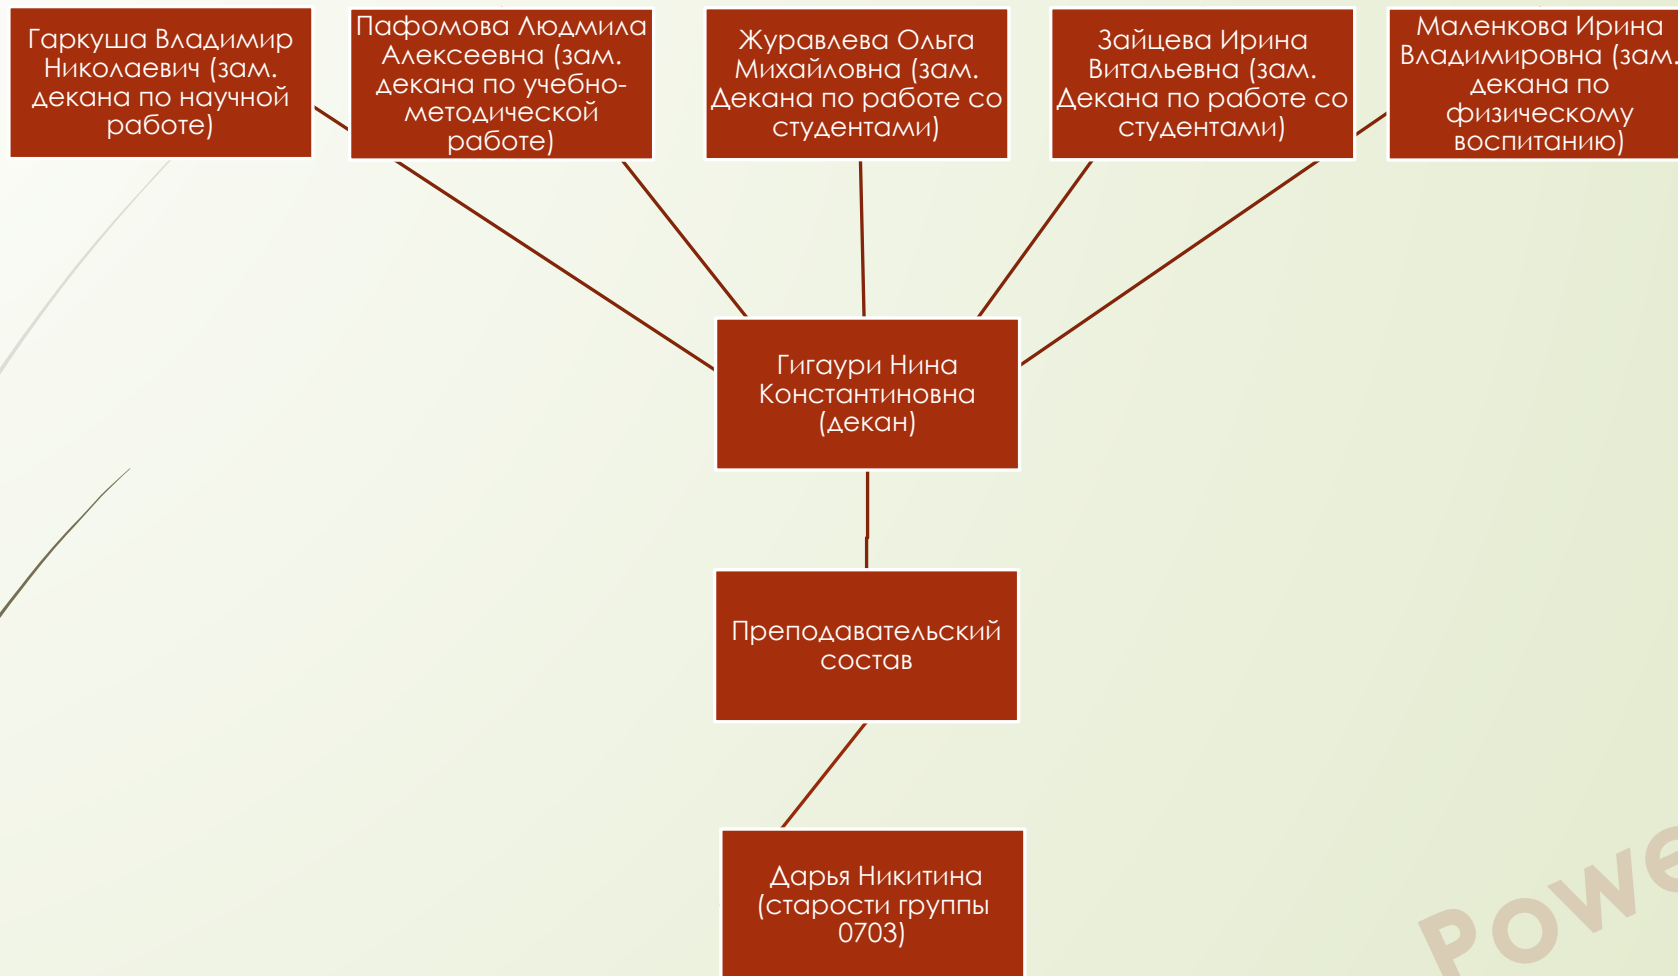 Гаркуша Владимир
Николаевич (зам.
декана по научной
работе)
Пафомова Людмила
Алексеевна (зам.
декана по учебно-
методической
работе)
Журавлева Ольга
Михайловна (зам.
Декана по работе со
студентами)
Зайцева Ирина
Витальевна (зам.
Декана по работе со
студентами)
Маленкова Ирина
Владимировна (зам.
декана по
физическому
воспитанию)
Гигаури Нина
Константиновна
(декан)
Преподавательский
состав
Дарья Никитина
(старости группы
0703)